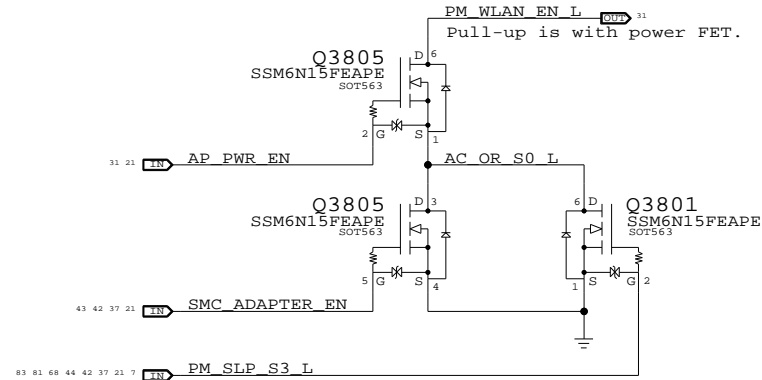 PM_WLAN_EN_L OUT 31
Pull-up is with power FET.
Q3805 D 6
SSM6N15FEAPE
SOT563
2 G S 1
31 21 IN AP_PWR_EN AC_OR_S0_L
Q3805 D 3 6 D Q3801
SSM6N15FEAPE SSM6N15FEAPE
SOT563 SOT563
5 G S 4 1 S G 2
43 42 37 21 IN SMC_ADAPTER_EN
83 81 68 44 42 37 21 7 IN PM_SLP_S3_L